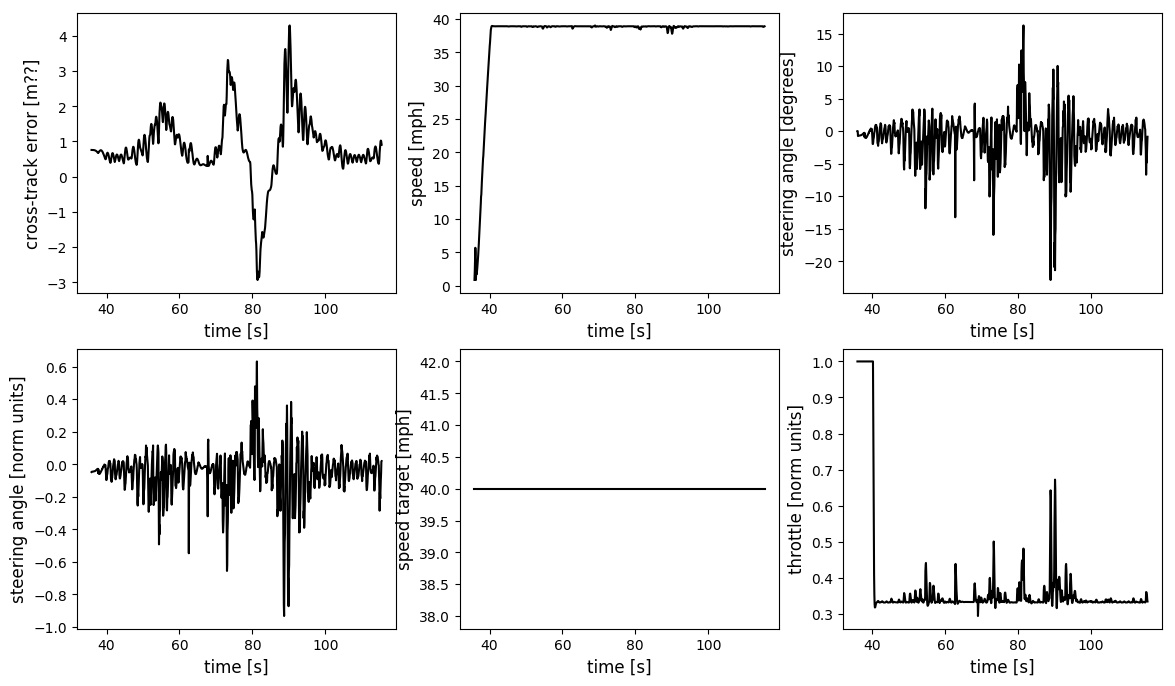 cross-track error [m??]
4
3
2
1
0
−1
−2
−3
40 60 80 100
time [s]
speed [mph]
40
35
30
25
20
15
10
5
0
40 60 80 100
time [s]
steering angle [degrees]
15
10
5
0
−5
−10
−15
−20
40 60 80 100
time [s]
steering angle [norm units]
0.6
0.4
0.2
0.0
−0.2
−0.4
−0.6
−0.8
−1.0
40 60 80 100
time [s]
speed target [mph]
42.0
41.5
41.0
40.5
40.0
39.5
39.0
38.5
38.0
40 60 80 100
time [s]
throttle [norm units]
1.0
0.9
0.8
0.7
0.6
0.5
0.4
0.3
40 60 80 100
time [s]